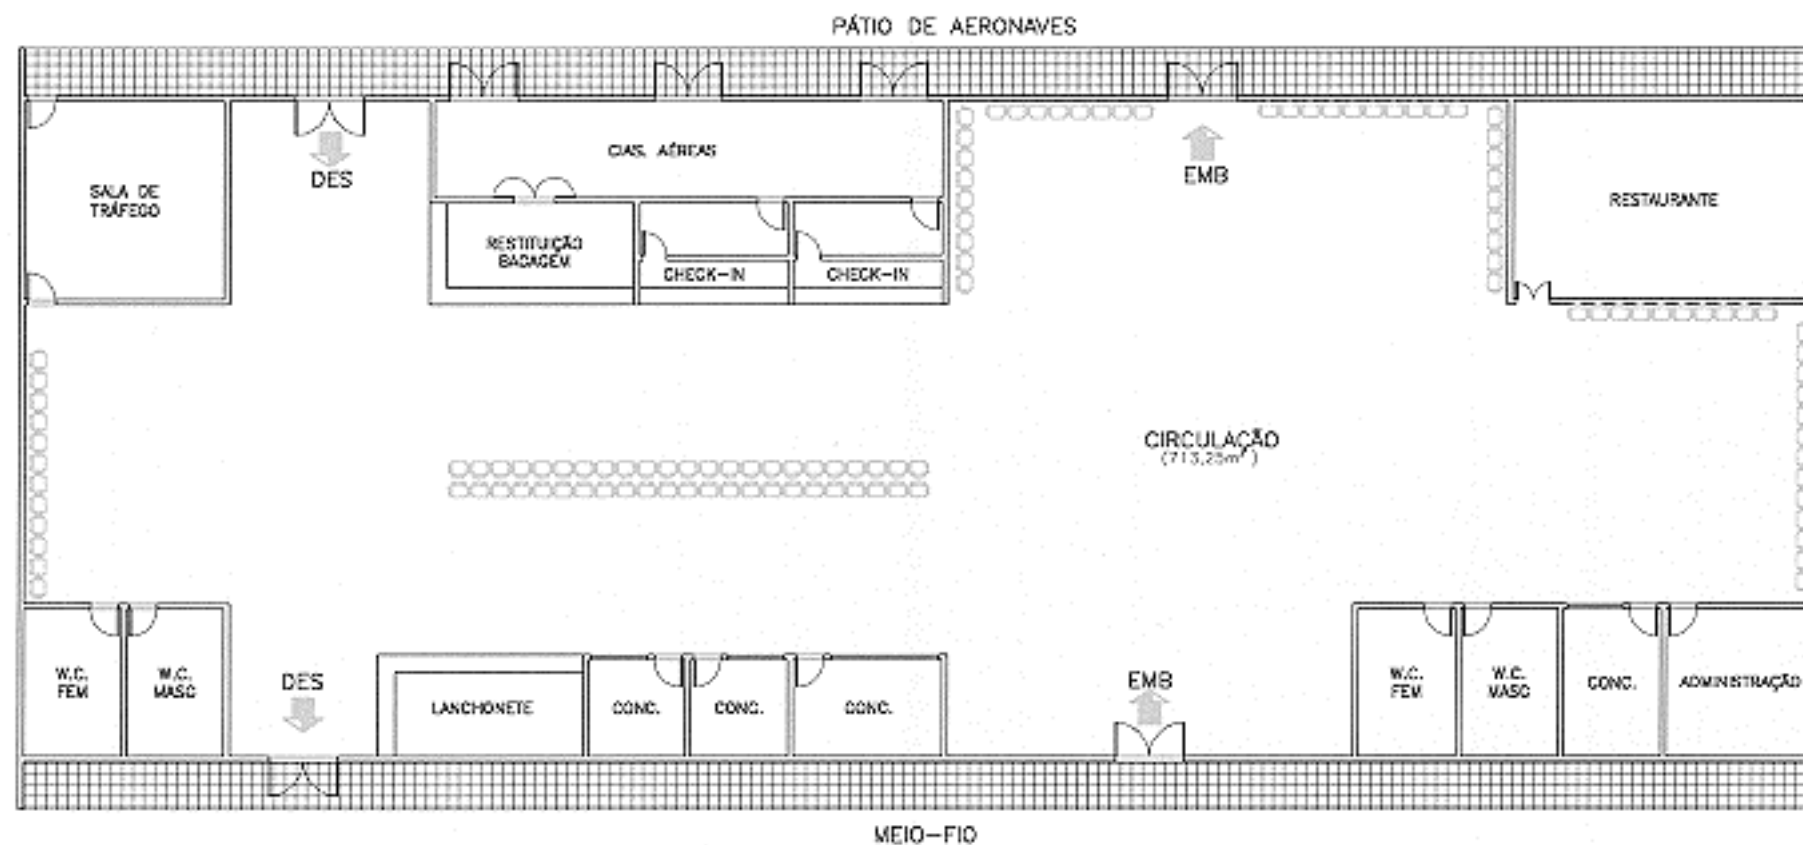 PÁTIO DE AERONAVES
DES
CIAS. AÉREAS
EMB
SALA DE
TRÁFEGO
RESTAURANTE
RESTITUIÇÃO
BAGAGEM
CHECK-IN
CHECK-IN
CIRCULAÇÃO
(713,25m²)
W.C.
FEM
W.C.
MASC
DES
LANCHONETE
CONC.
CONC.
CONC.
EMB
W.C.
FEM
W.C.
MASC
CONC.
ADMINISTRAÇÃO
MEIO-FIO